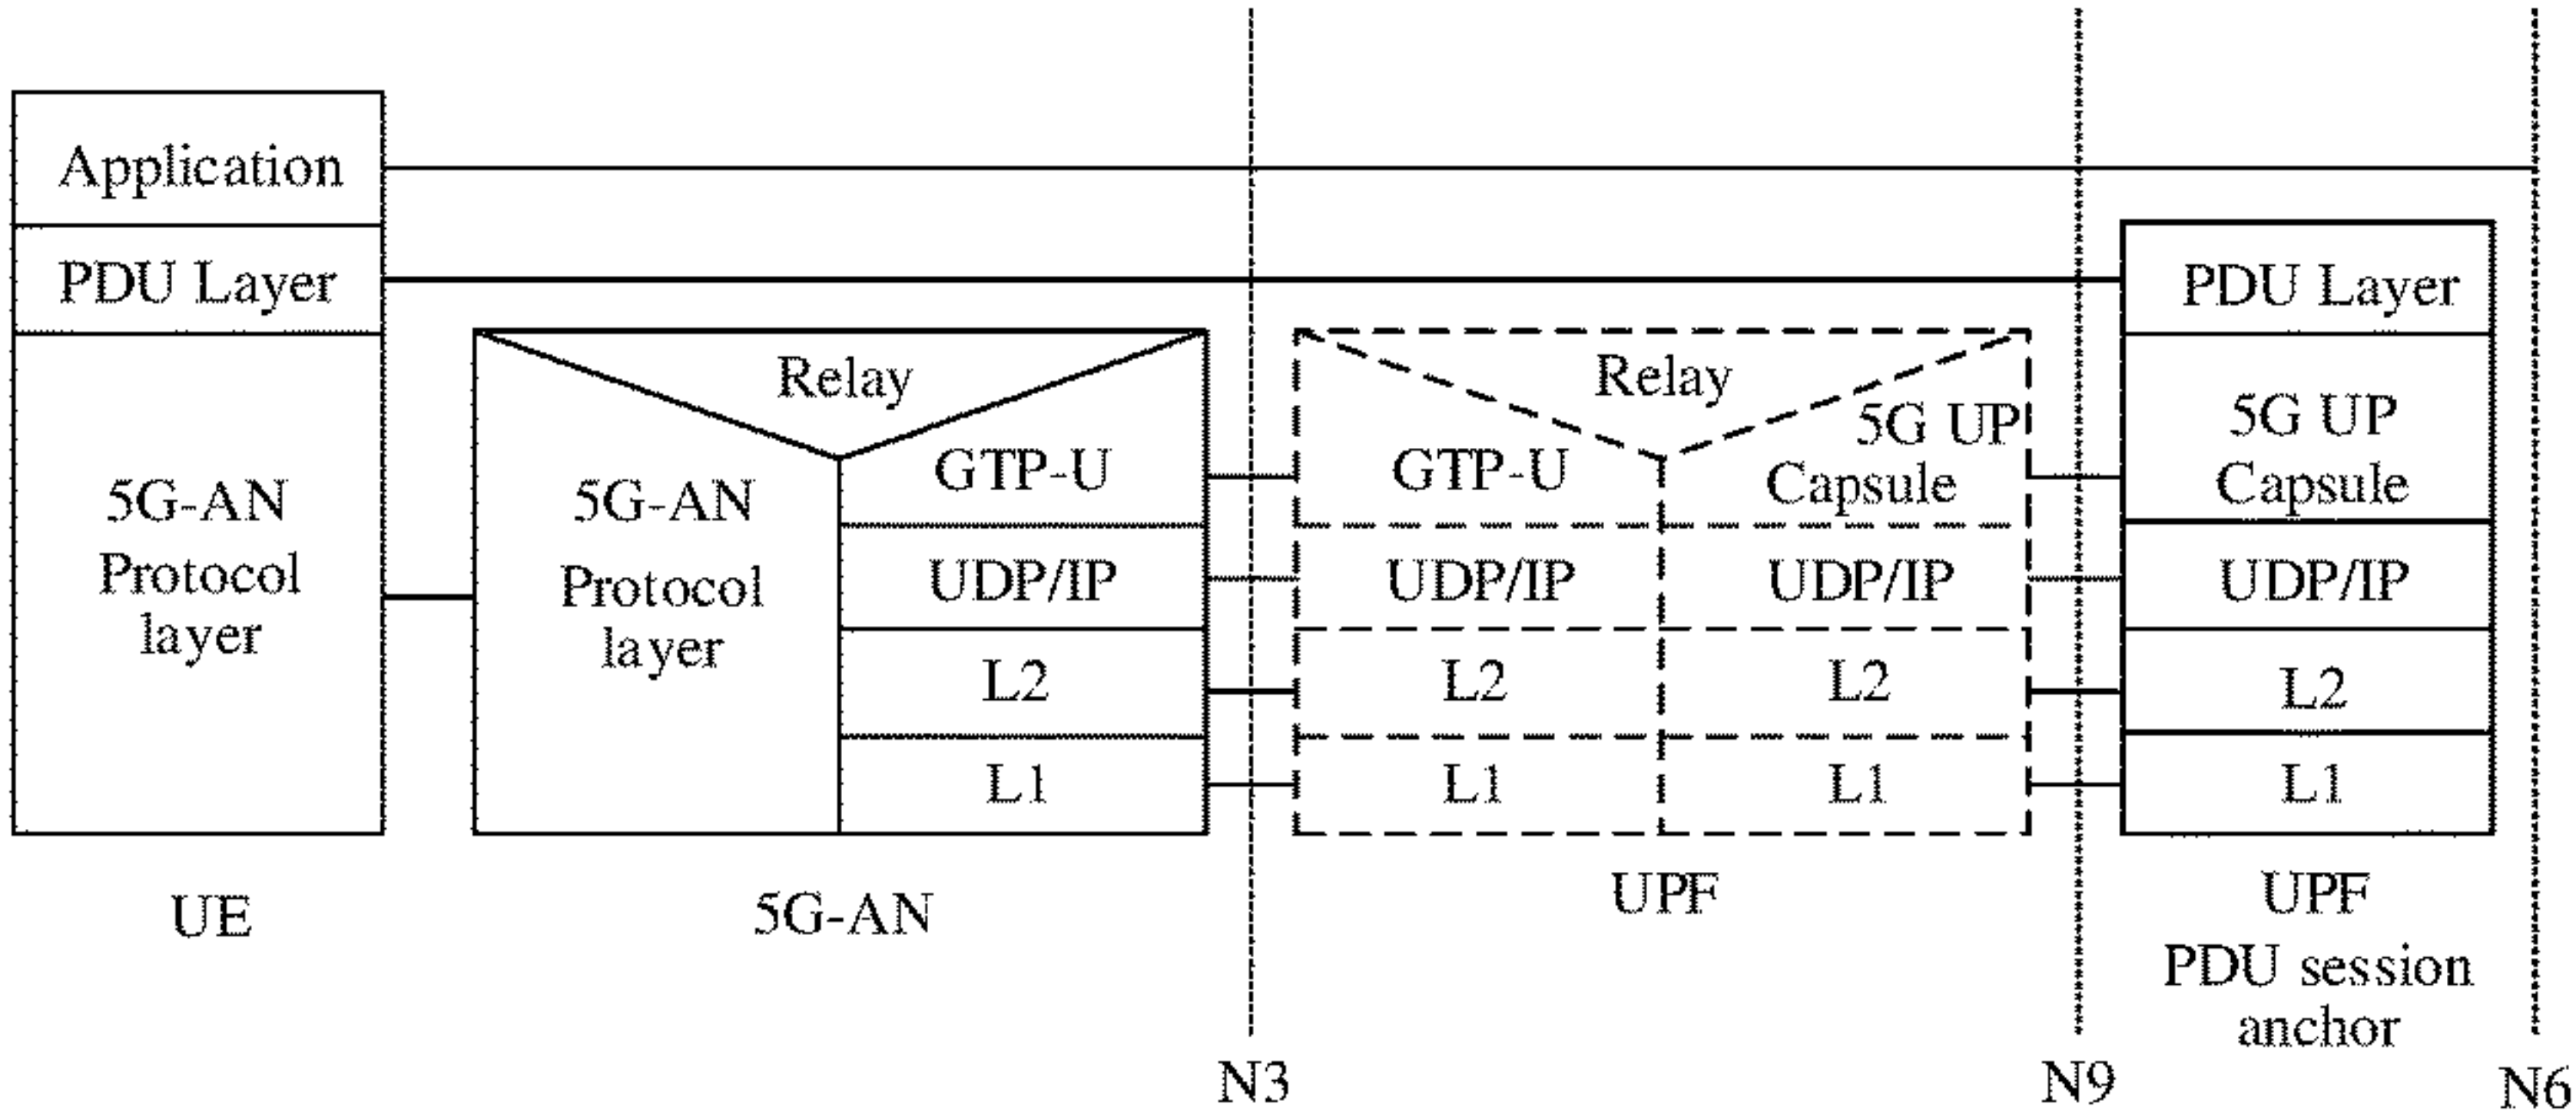 Application
PDU Layer
5G-AN
Protocol
layer
UE
Relay
5G-AN
Protocol
layer
GTP-U
UDP/IP
L2
L1
5G-AN
N3
Relay
GTP-U
UDP/IP
L2
L1
5G UP
Capsule
UDP/IP
L2
L1
UPF
N9
PDU Layer
5G UP
Capsule
UDP/IP
L2
L1
UPF
PDU session
anchor
N6